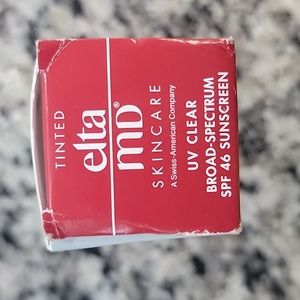 TINTED
elta
MD®
SKINCARE
A Swiss-American Company
UV CLEAR
BROAD-SPECTRUM
SPF 46 SUNSCREEN